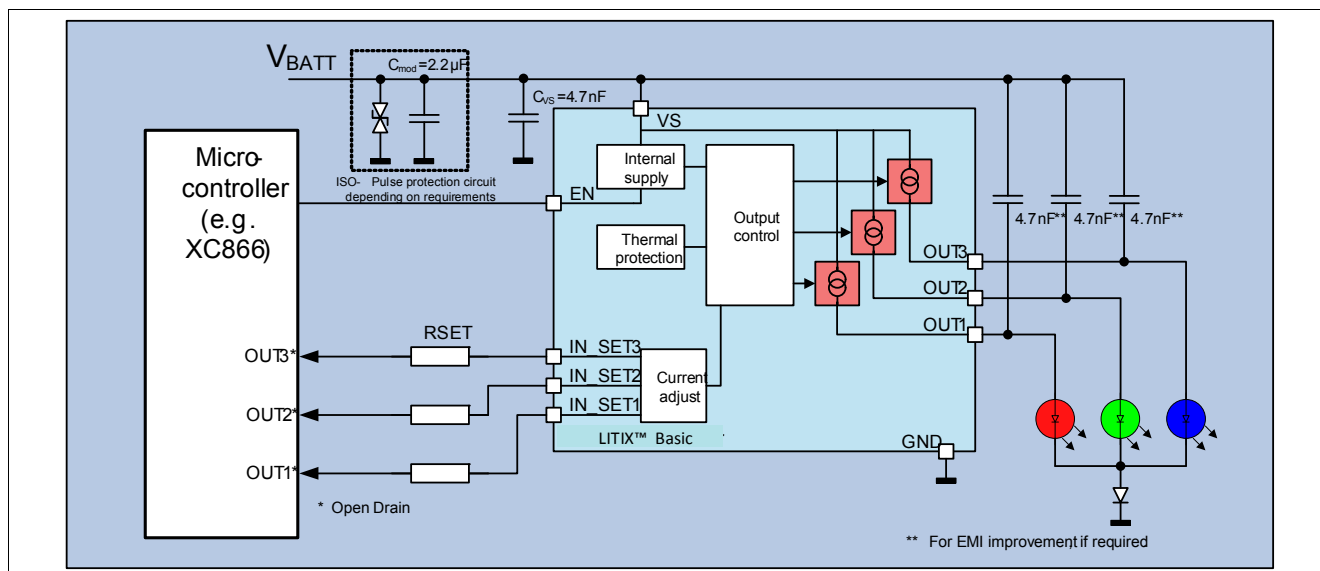 VBATT
Cmod=2.2µF
CVS=4.7nF
ISO- Pulse protection circuit
depending on requirements
Micro-
controller
(e.g.
XC866)
EN
VS
Internal
supply
Thermal
protection
Output
control
4.7nF**
4.7nF**
4.7nF**
OUT3
OUT2
OUT1
RSET
OUT3*
OUT2*
OUT1*
IN_SET3
IN_SET2
IN_SET1
Current
adjust
LITIX™ Basic
GND
* Open Drain
** For EMI improvement if required